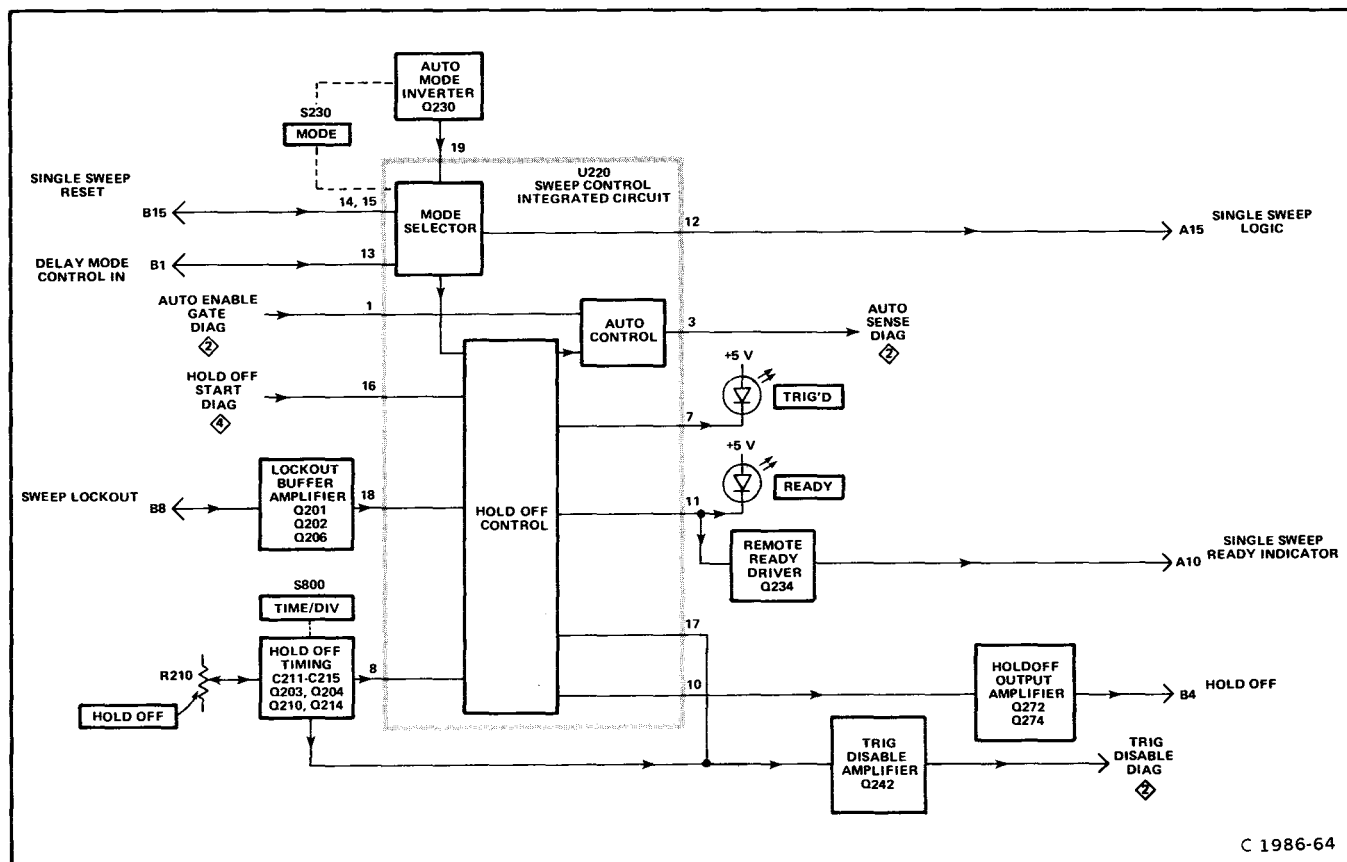 AUTO
MODE
INVERTER
Q230
S230
MODE
19
U220
SWEEP CONTROL
INTEGRATED CIRCUIT
SINGLE SWEEP
RESET
B15
14, 15
MODE
SELECTOR
12
A15
SINGLE SWEEP
LOGIC
DELAY MODE
CONTROL IN
B1
13
AUTO ENABLE
GATE
DIAG
2
1
AUTO
CONTROL
3
AUTO
SENSE
DIAG
2
HOLD OFF
START
DIAG
4
16
+5 V
TRIG'D
7
+5 V
READY
SWEEP LOCKOUT
B8
LOCKOUT
BUFFER
AMPLIFIER
Q201
Q202
Q206
18
HOLD OFF
CONTROL
11
REMOTE
READY
DRIVER
Q234
A10
SINGLE SWEEP
READY INDICATOR
S800
TIME/DIV
R210
HOLD OFF
TIMING
C211-C215
Q203, Q204
Q210, Q214
8
HOLD OFF
17
10
HOLDOFF
OUTPUT
AMPLIFIER
Q272
Q274
B4
HOLD OFF
TRIG
DISABLE
AMPLIFIER
Q242
TRIG
DISABLE
DIAG
2
C 1986-64